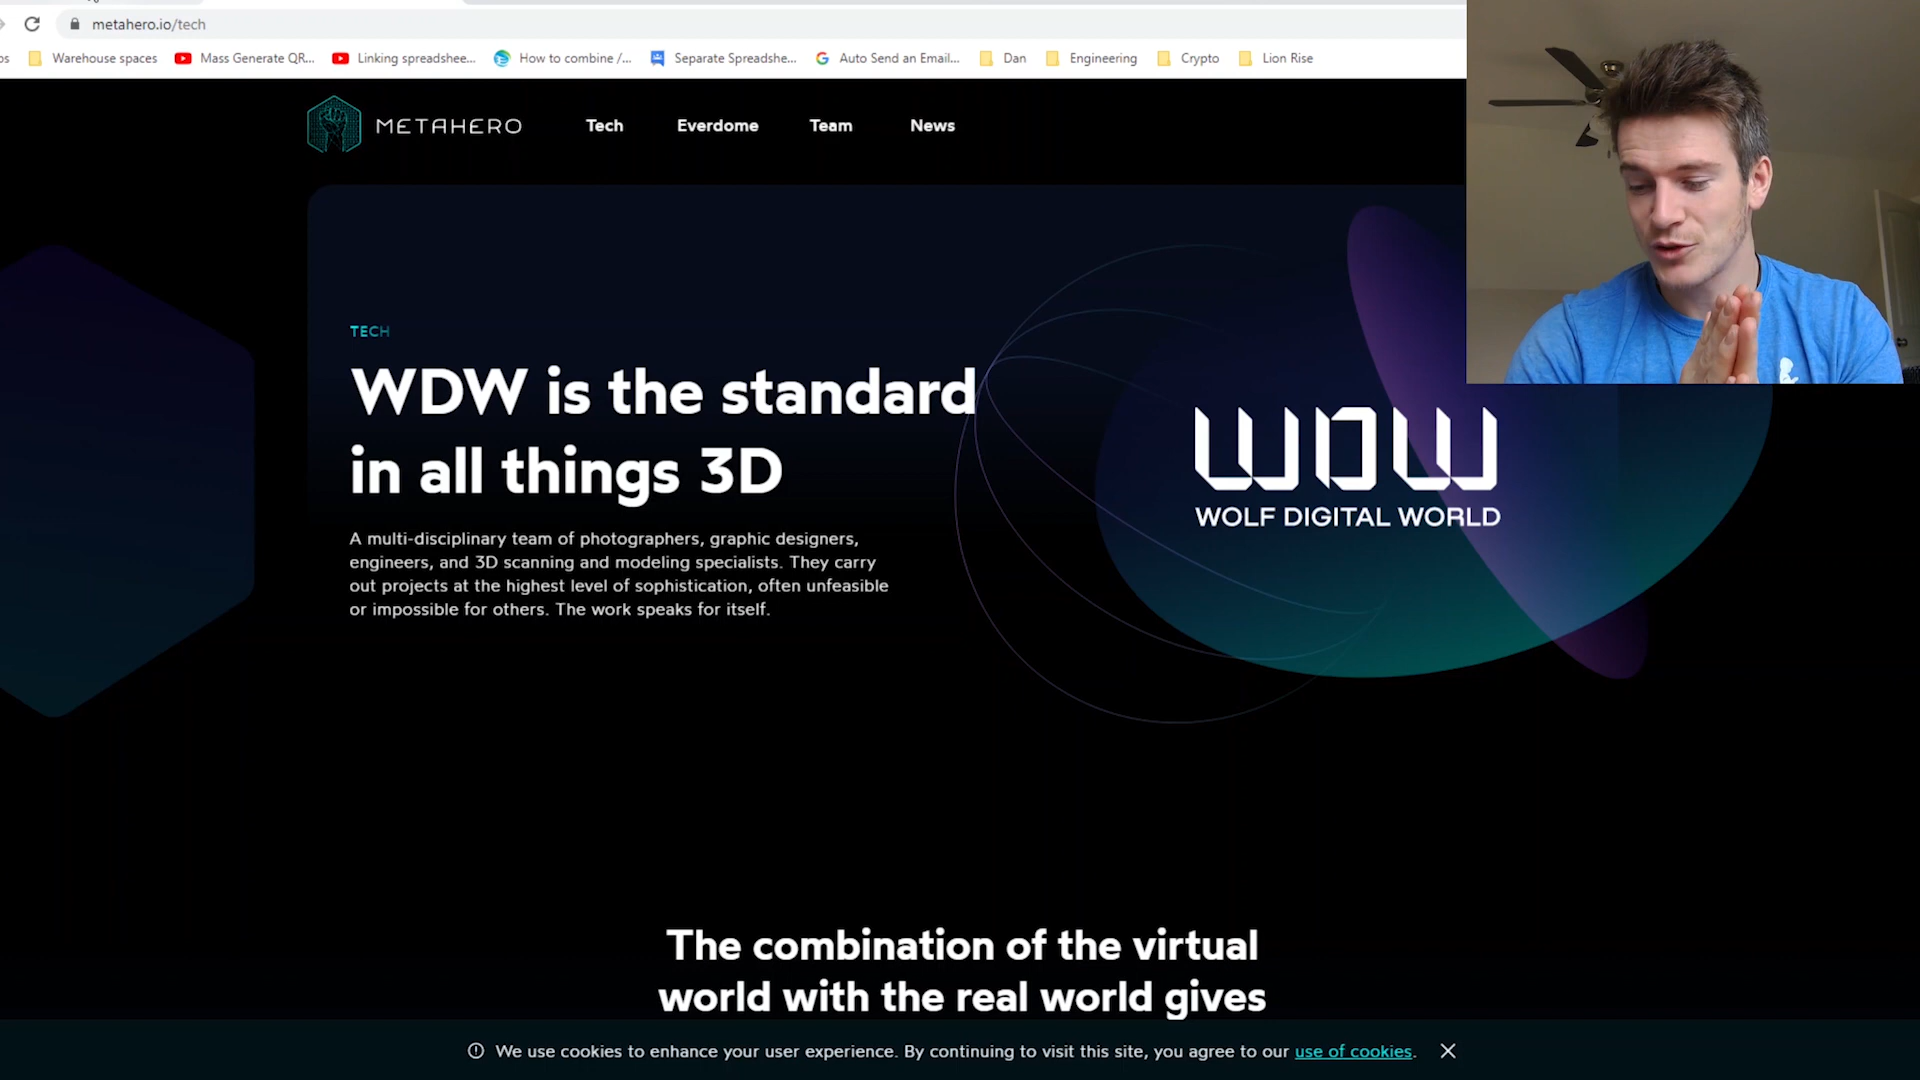 metahero.io/tech
os Warehouse spaces Mass Generate QR... Linking spreadshee... How to combine /... Separate Spreadshe... Auto Send an Email... Dan Engineering Crypto Lion Rise
METAHERO Tech Everdome Team News
TECH
WDW is the standard
in all things 3D
A multi-disciplinary team of photographers, graphic designers,
engineers, and 3D scanning and modeling specialists. They carry
out projects at the highest level of sophistication, often unfeasible
or impossible for others. The work speaks for itself.
WDW
WOLF DIGITAL WORLD
The combination of the virtual
world with the real world gives
We use cookies to enhance your user experience. By continuing to visit this site, you agree to our use of cookies.